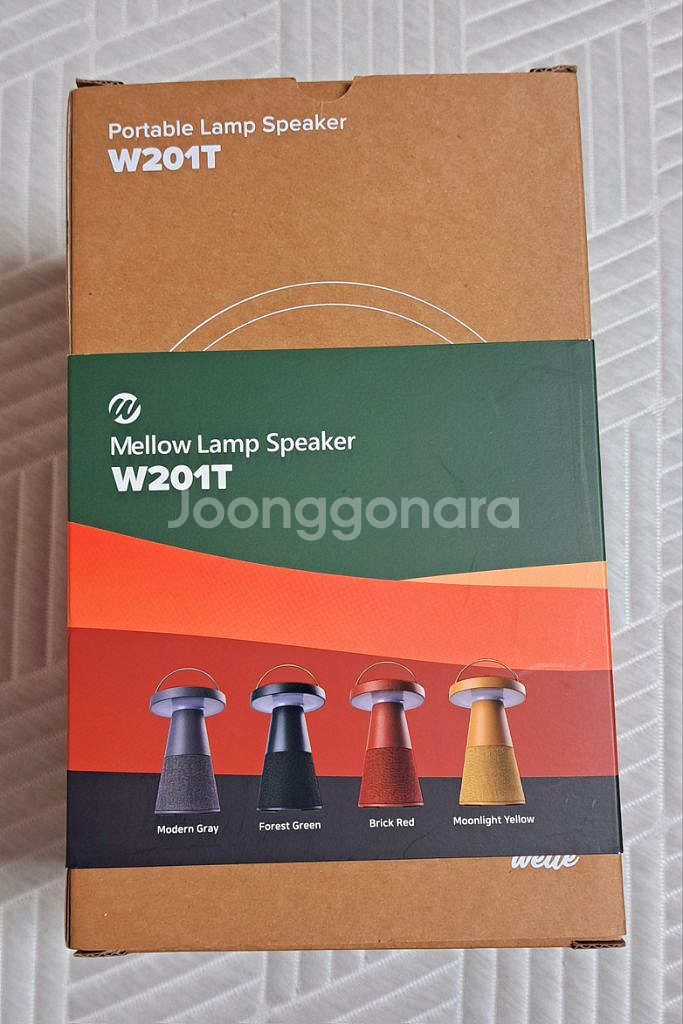 Portable Lamp Speaker
W201T
Mellow Lamp Speaker
W201T
Joonggonara
Modern Gray
Forest Green
Brick Red
Moonlight Yellow